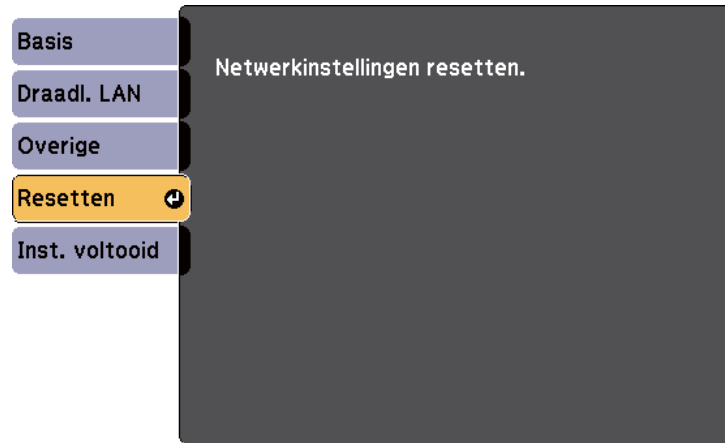 Basis
Draadl. LAN
Overige
Resetten
Inst. voltooid
Netwerkinstellingen resetten.